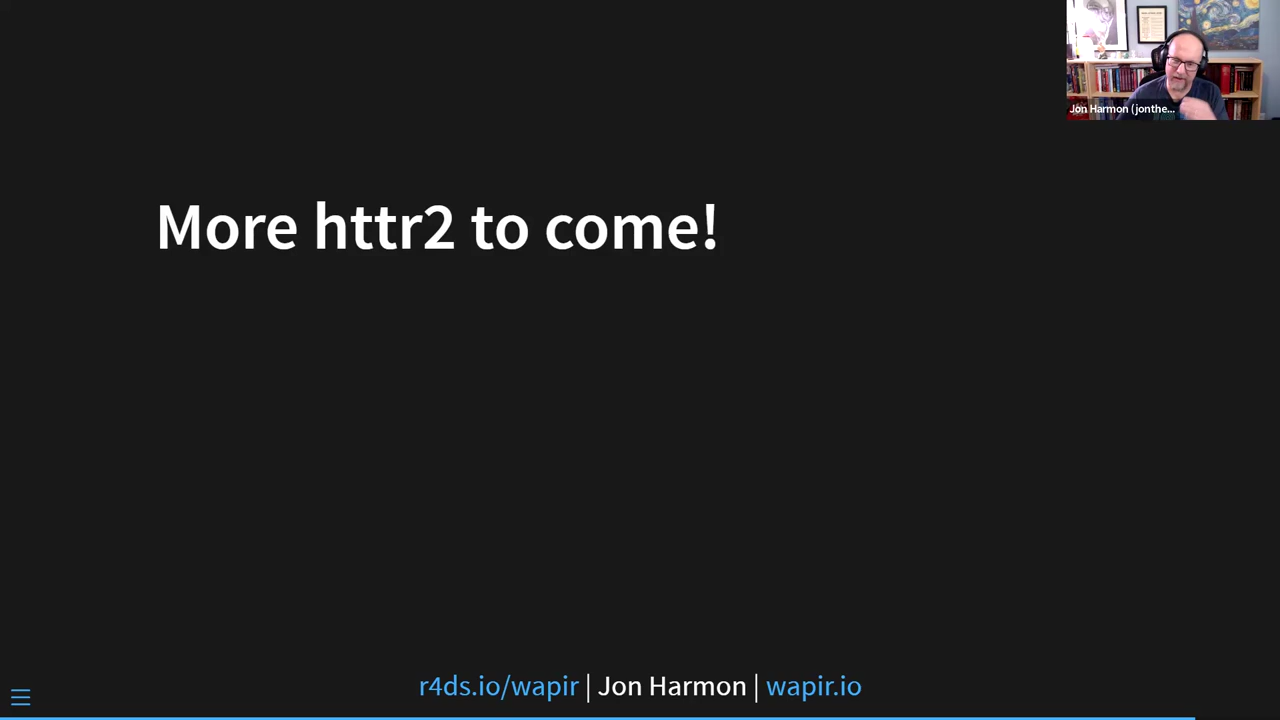 Jon Harmon (jonthe...
More httr2 to come!
r4ds.io/wapir | Jon Harmon | wapir.io